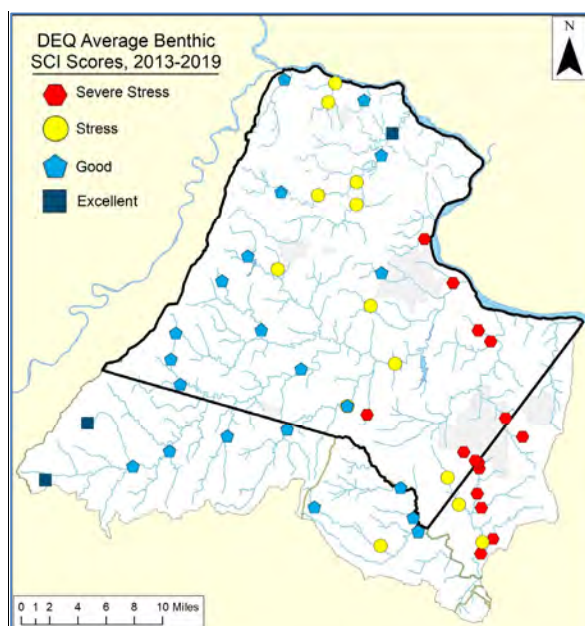 DEQ Average Benthic
SCI Scores, 2013-2019
N
Severe Stress
Stress
Good
Excellent
0 1 2 4 6 8 10 Miles